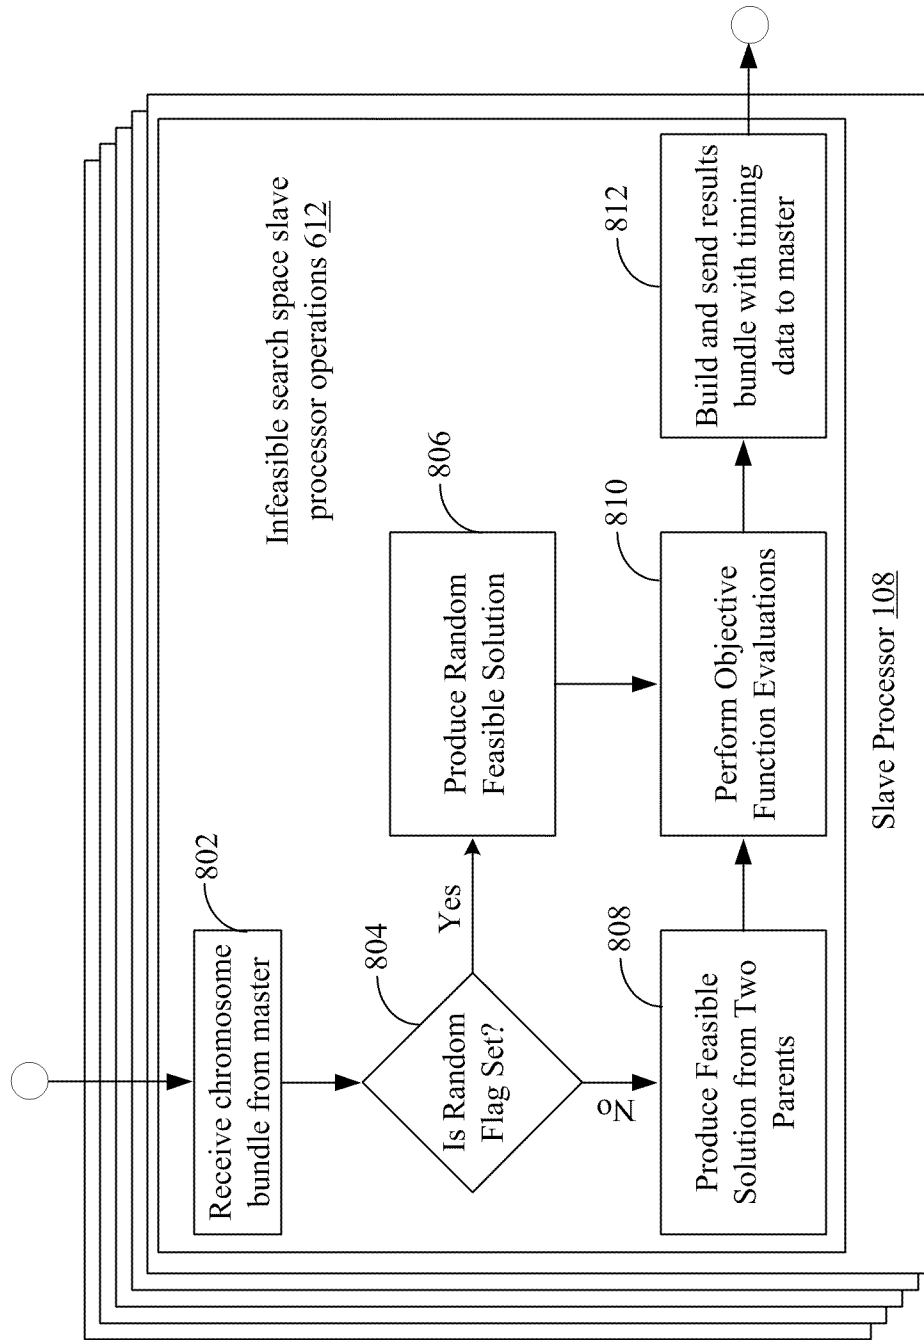 Infeasible search space slave
processor operations 612
802
Receive chromosome
bundle from master
804
Is Random
Flag Set?
Yes
No
806
Produce Random
Feasible Solution
808
Produce Feasible
Solution from Two
Parents
810
Perform Objective
Function Evaluations
812
Build and send results
bundle with timing
data to master
Slave Processor 108